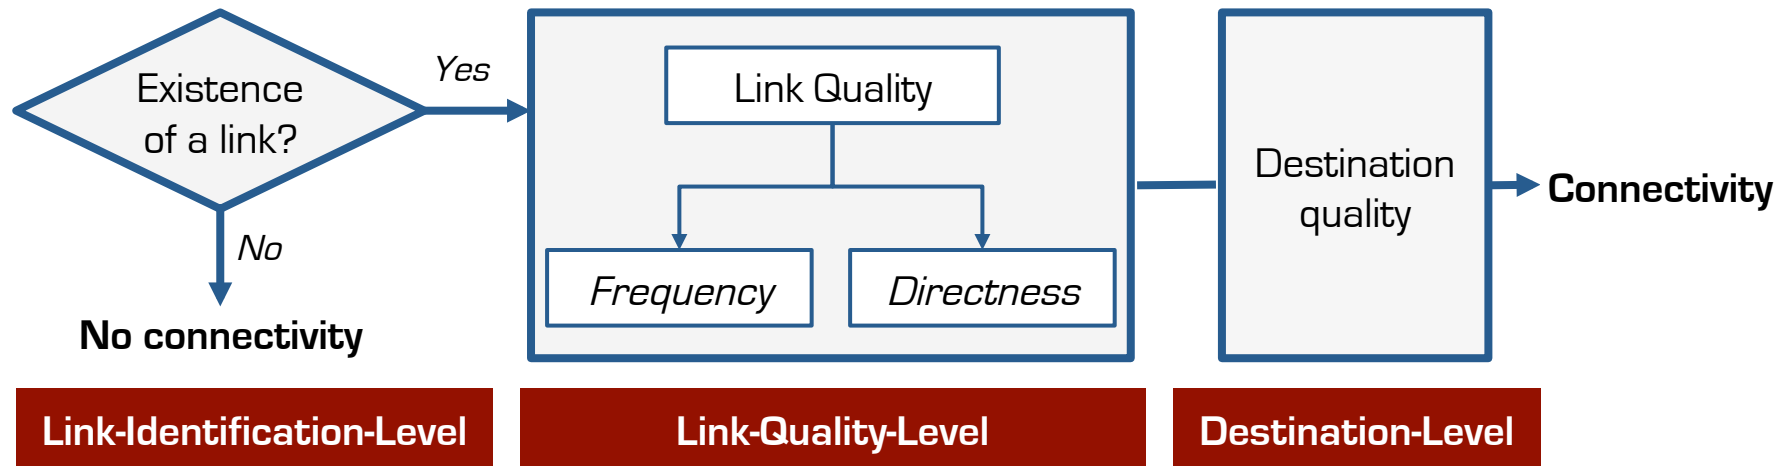 Existence
of a link?
Yes
No
No connectivity
Link Quality
Frequency
Directness
Destination
quality
Connectivity
Link-Identification-Level
Link-Quality-Level
Destination-Level